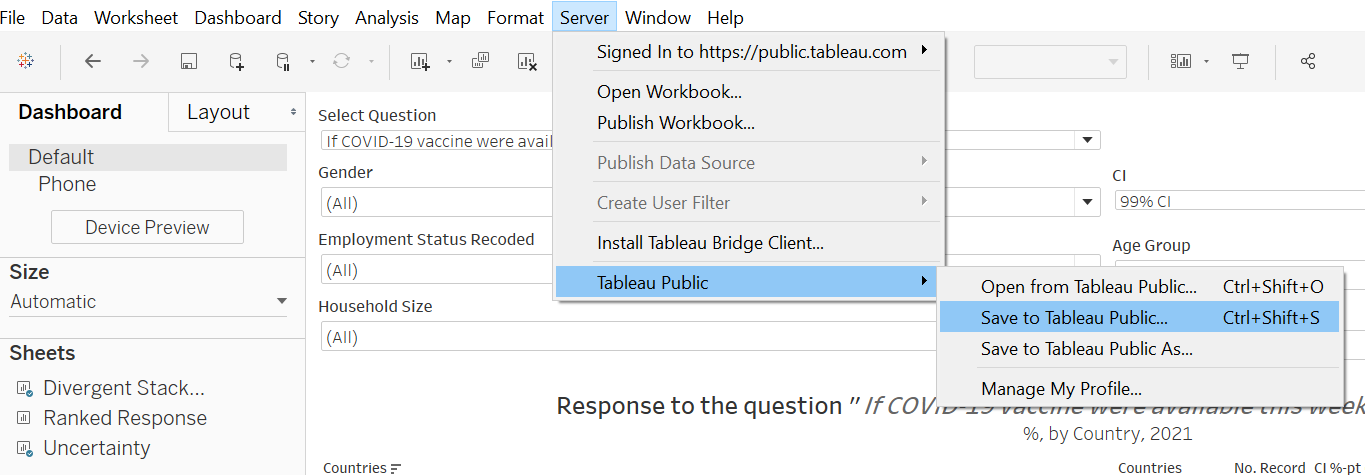 File Data Worksheet Dashboard Story Analysis Map Format Server Window Help
Signed In to https://public.tableau.com
Open Workbook...
Publish Workbook...
Publish Data Source
Create User Filter
Install Tableau Bridge Client...
Tableau Public
Open from Tableau Public... Ctrl+Shift+O
Save to Tableau Public... Ctrl+Shift+S
Save to Tableau Public As...
Manage My Profile...
Dashboard Layout
Default
Phone
Device Preview
Size
Automatic
Sheets
Divergent Stack...
Ranked Response
Uncertainty
Select Question
If COVID-19 vaccine were avail
Gender
(All)
Employment Status Recoded
(All)
Household Size
(All)
CI
99% CI
Age Group
Response to the question " If COVID-19 vaccine were available this week
%, by Country, 2021
Countries
Countries No. Record CI %-pt